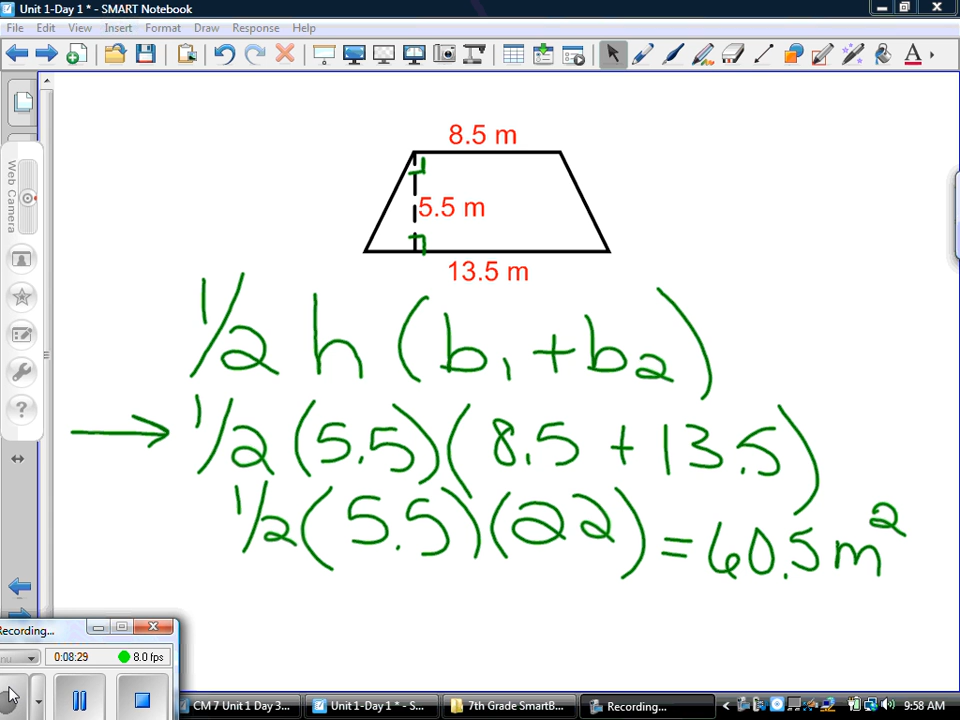 Unit 1-Day 1 * - SMART Notebook
File Edit View Insert Format Draw Response Help
8.5 m
5.5 m
13.5 m
1/2 h (b1 + b2)
→ 1/2 (5.5)(8.5 + 13.5)
1/2 (5.5)(22) = 60.5 m²
Web Camera
Recording...
nu
0:08:29 8.0 fps
CM 7 Unit 1 Day 3... Unit 1-Day 1 * - S... 7th Grade SmartB... Recording... 9:58 AM